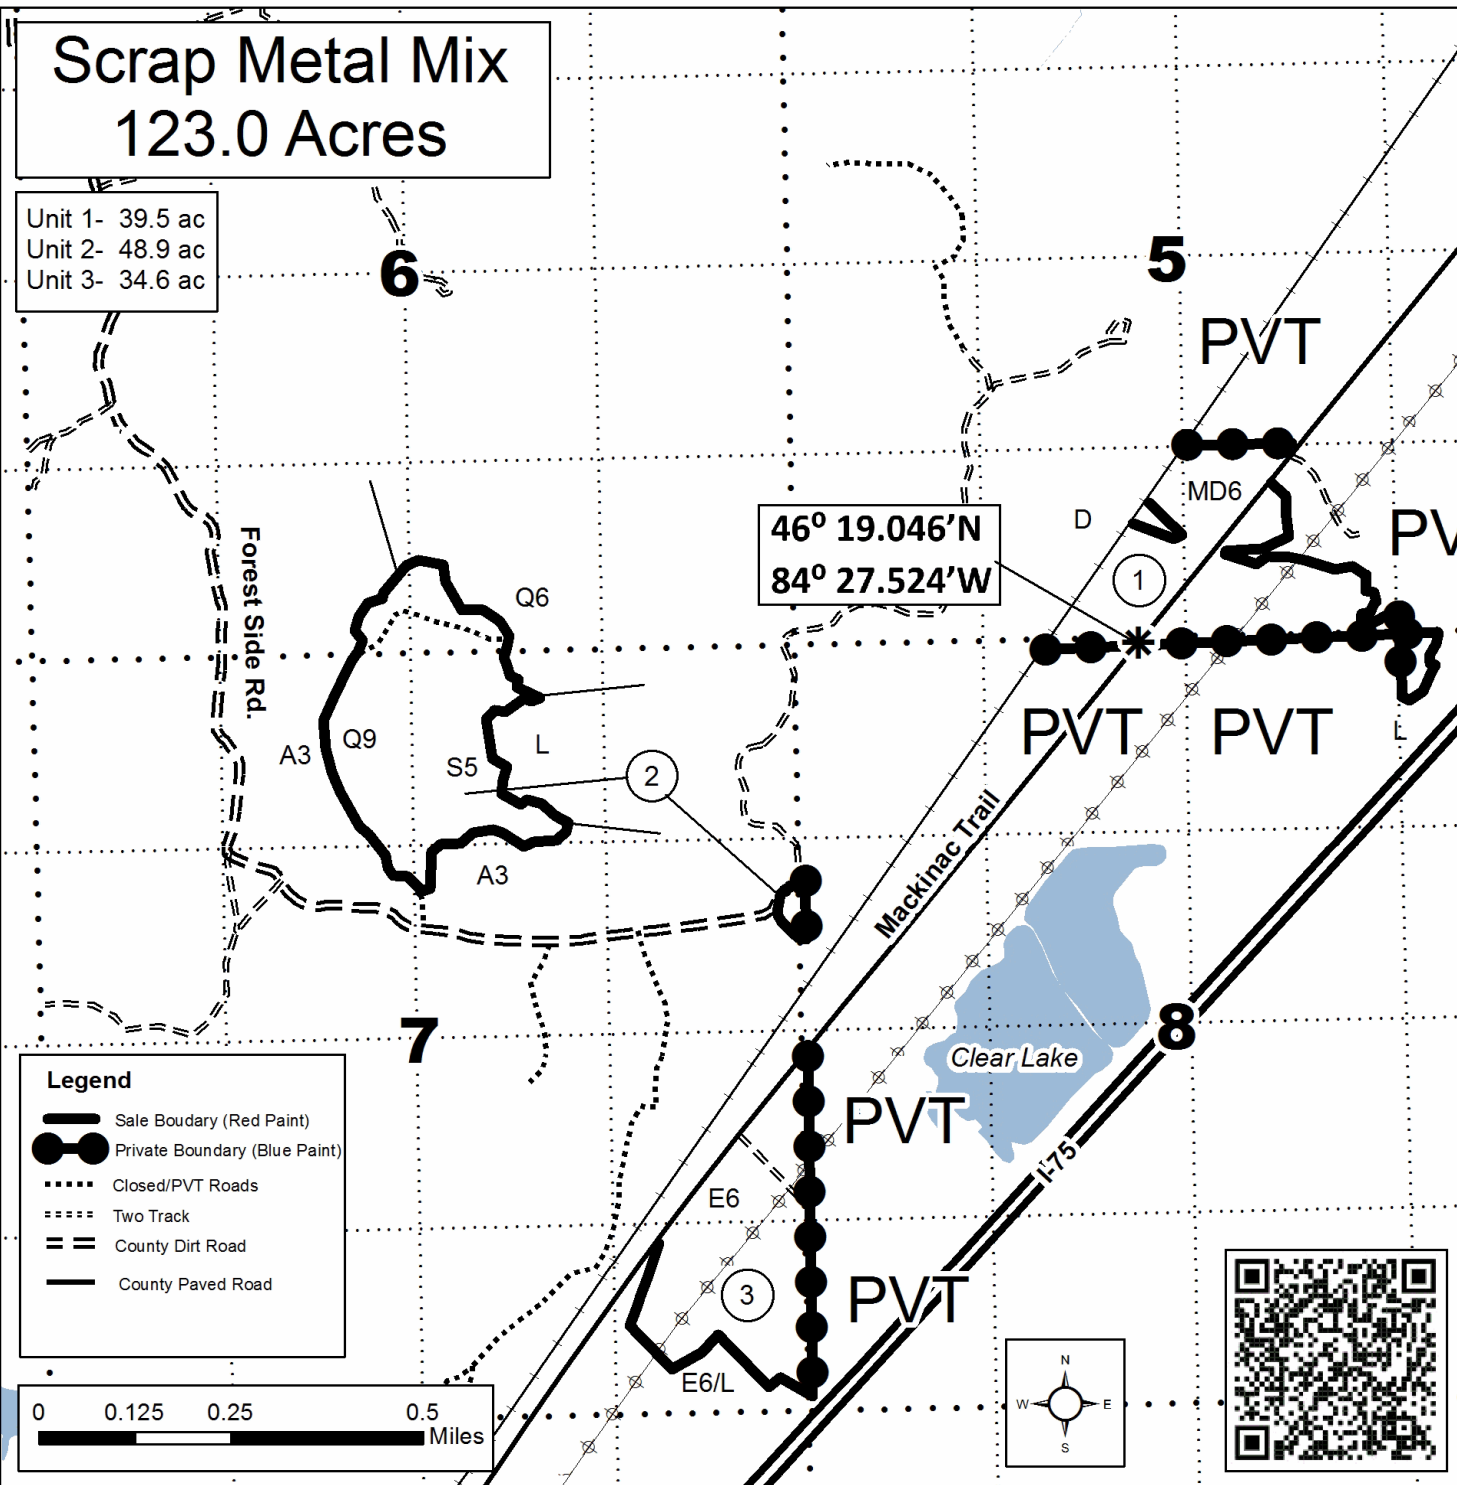 Scrap Metal Mix
123.0 Acres
Unit 1- 39.5 ac
Unit 2- 48.9 ac
Unit 3- 34.6 ac
6
5
PVT
MD6
D
PV
46⁰ 19.046’N
84⁰ 27.524’W
1
Forest Side Rd.
Q6
Q9
A3
S5
L
2
PVT
PVT
L
Mackinac Trail
A3
7
8
Clear Lake
PVT
I-75
E6
3
PVT
E6/L
Legend
Sale Boudary (Red Paint)
Private Boundary (Blue Paint)
Closed/PVT Roads
Two Track
County Dirt Road
County Paved Road
0 0.125 0.25 0.5
Miles
N
W E
S